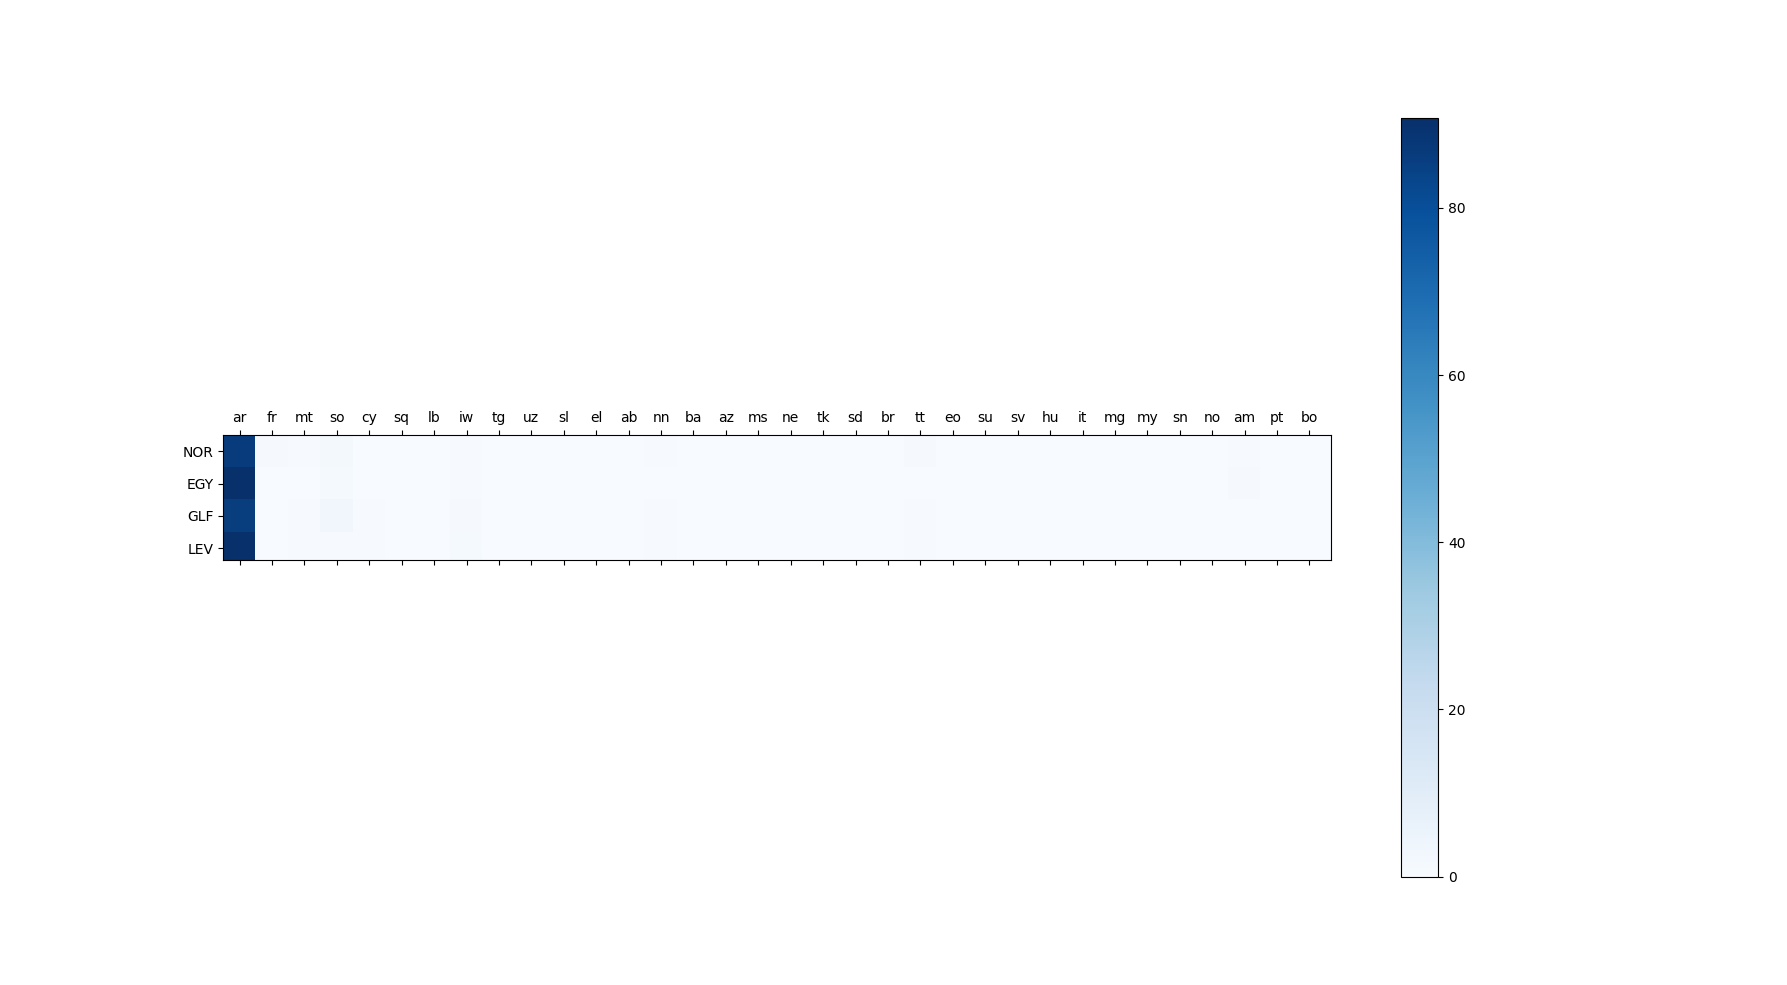 ar fr mt so cy sq lb iw tg uz sl el ab nn ba az ms ne tk sd br tt eo su sv hu it mg my sn no am pt bo
NOR
EGY
GLF
LEV
80
60
40
20
0